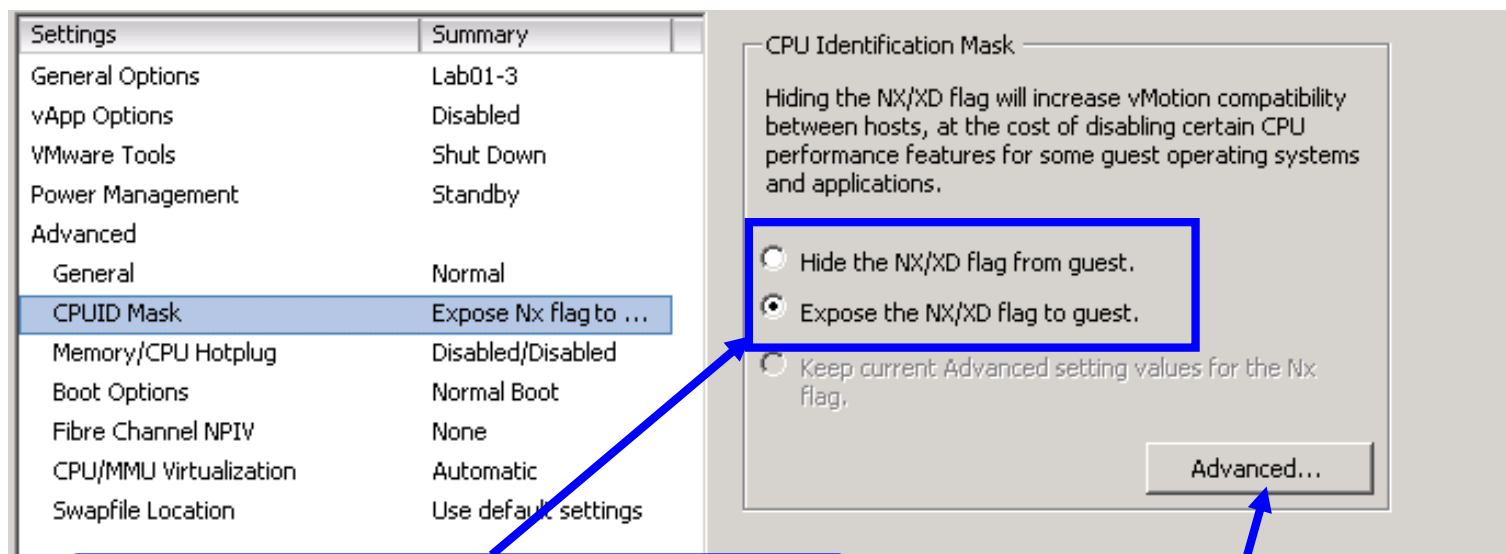 Settings Summary
General Options Lab01-3
vApp Options Disabled
VMware Tools Shut Down
Power Management Standby
Advanced
General Normal
CPUID Mask Expose Nx flag to ...
Memory/CPU Hotplug Disabled/Disabled
Boot Options Normal Boot
Fibre Channel NPIV None
CPU/MMU Virtualization Automatic
Swapfile Location Use default settings
CPU Identification Mask
Hiding the NX/XD flag will increase vMotion compatibility
between hosts, at the cost of disabling certain CPU
performance features for some guest operating systems
and applications.
Hide the NX/XD flag from guest.
Expose the NX/XD flag to guest.
Keep current Advanced setting values for the Nx
flag.
Advanced...